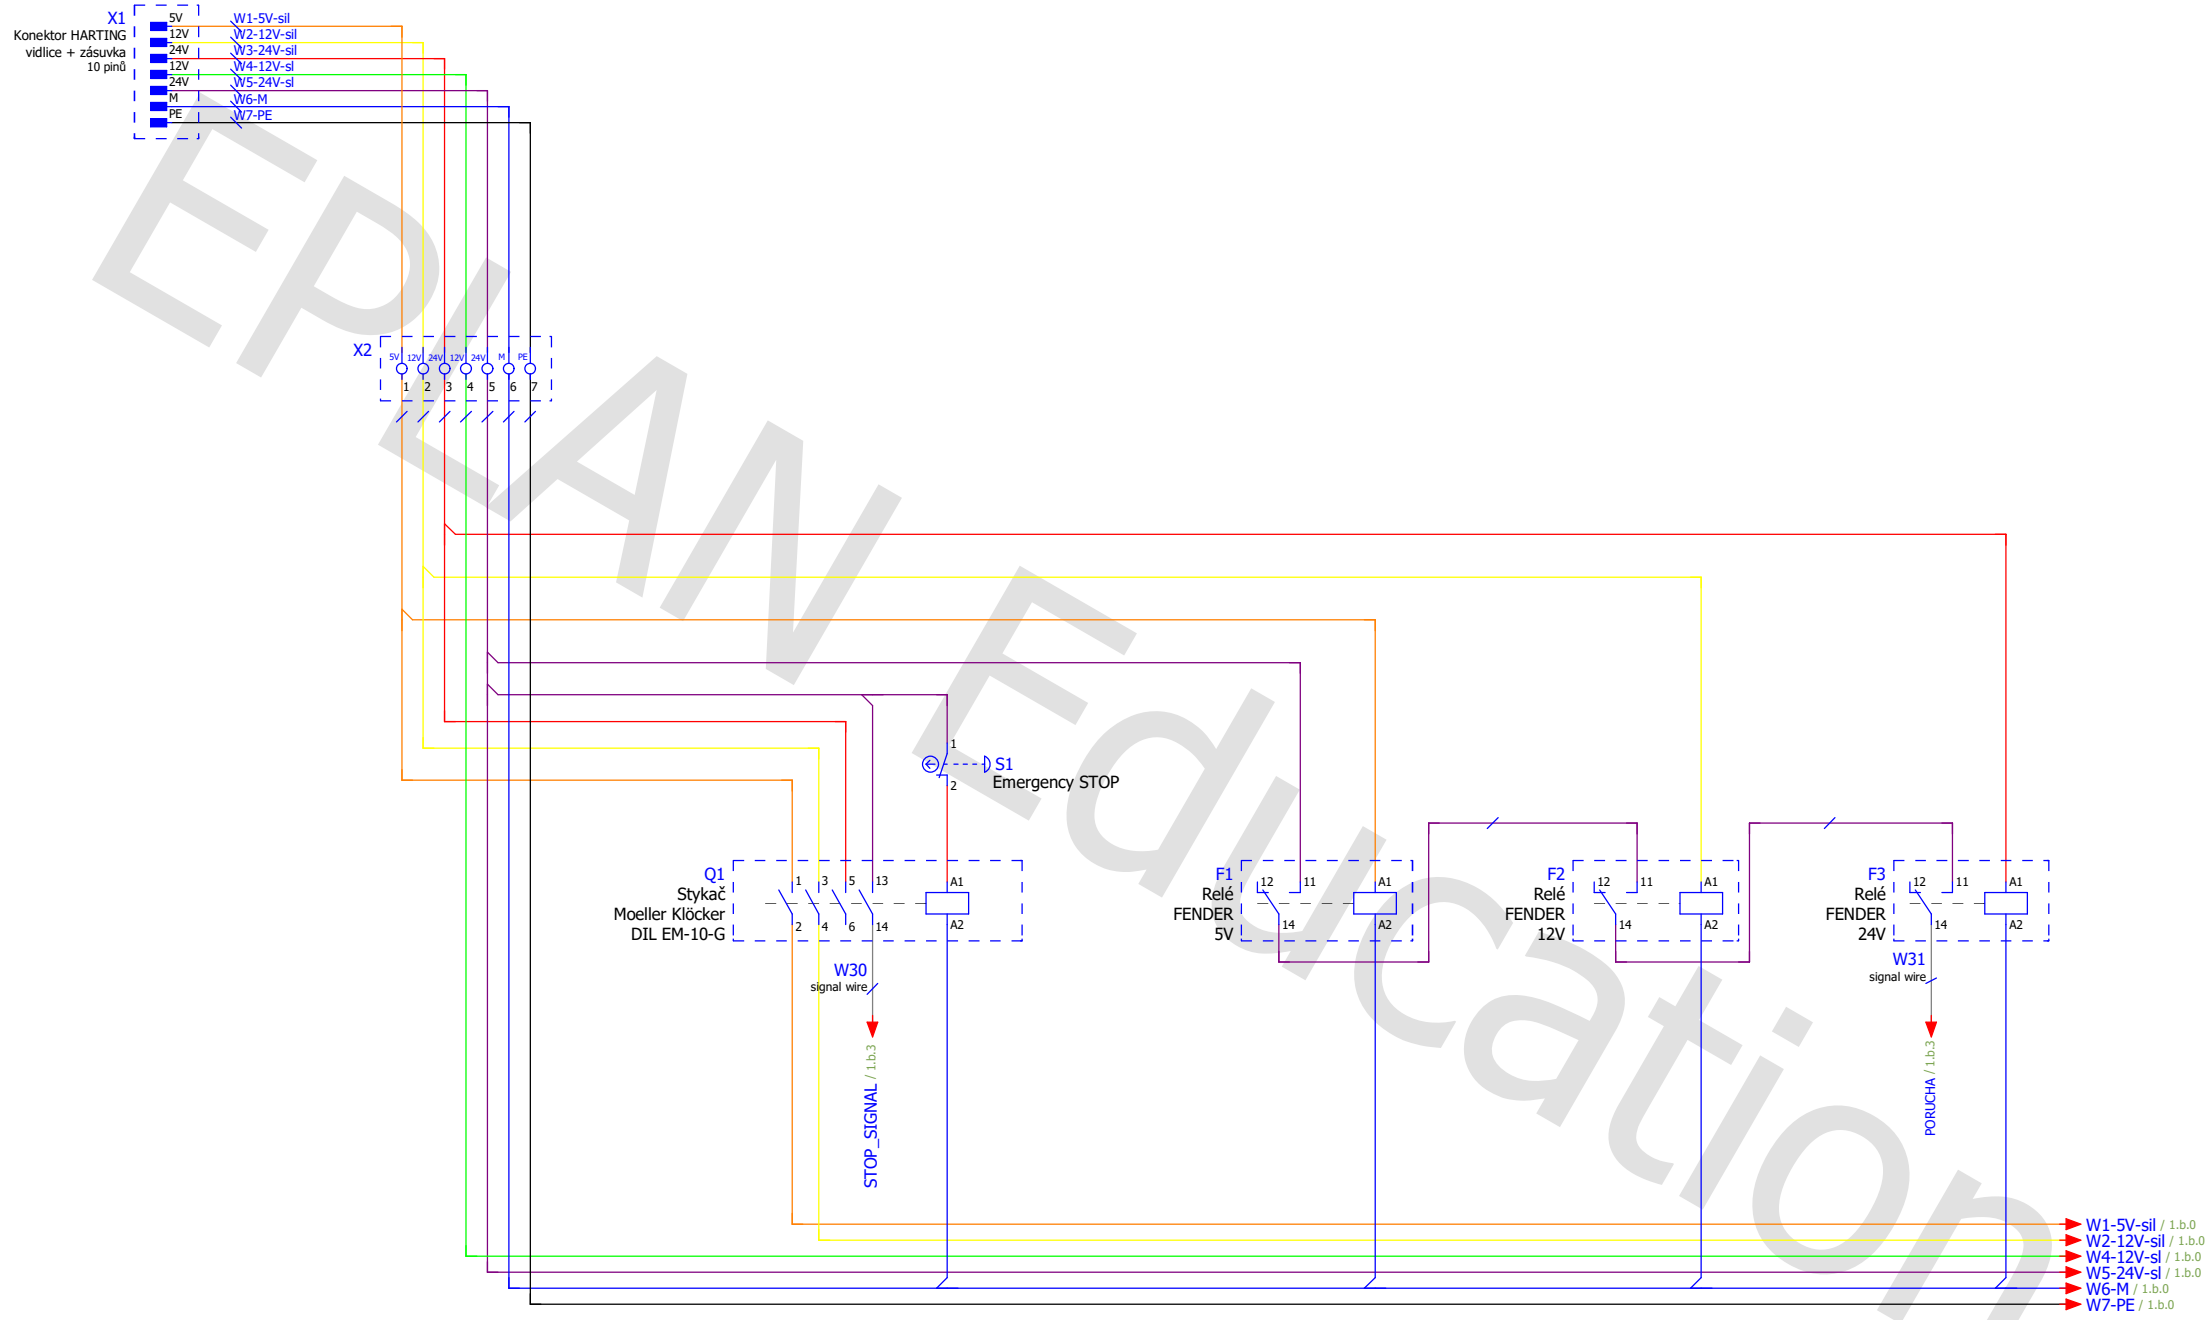 X1
Konektor HARTING
vidlice + zásuvka
10 pinů
5V
12V
24V
12V
24V
M
PE
W1-5V-sil
W2-12V-sil
W3-24V-sil
W4-12V-sl
W5-24V-sl
W6-M
W7-PE
X2
5V 12V 24V 12V 24V M PE
1 2 3 4 5 6 7
1
S1
Emergency STOP
2
Q1
Stykač
Moeller Klöcker
DIL EM-10-G
1 3 5 13 A1
2 4 6 14 A2
W30
signal wire
STOP_SIGNAL / 1.b.3
F1
Relé
FENDER
5V
12 11 A1
14 A2
F2
Relé
FENDER
12V
12 11 A1
14 A2
F3
Relé
FENDER
24V
12 11 A1
14 A2
W31
signal wire
PORUCHA / 1.b.3
W1-5V-sil / 1.b.0
W2-12V-sil / 1.b.0
W4-12V-sl / 1.b.0
W5-24V-sl / 1.b.0
W6-M / 1.b.0
W7-PE / 1.b.0
EPLAN Education